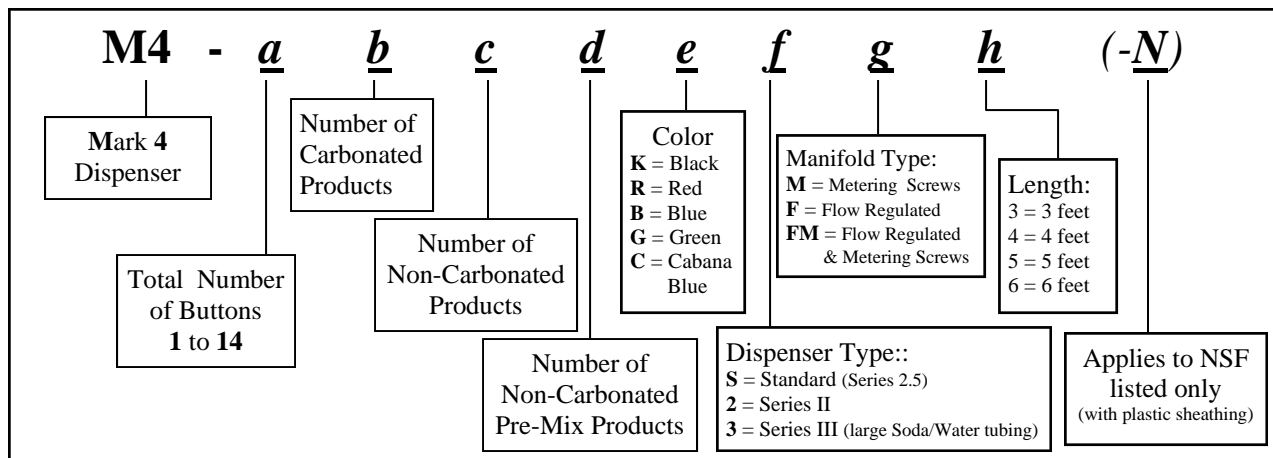 M4 - a b c d e f g h (-N)
Mark 4
Dispenser
Total Number
of Buttons
1 to 14
Number of
Carbonated
Products
Number of
Non-Carbonated
Products
Number of
Non-Carbonated
Pre-Mix Products
Color
K = Black
R = Red
B = Blue
G = Green
C = Cabana
Blue
Dispenser Type::
S = Standard (Series 2.5)
2 = Series II
3 = Series III (large Soda/Water tubing)
Manifold Type:
M = Metering Screws
F = Flow Regulated
FM = Flow Regulated
& Metering Screws
Length:
3 = 3 feet
4 = 4 feet
5 = 5 feet
6 = 6 feet
Applies to NSF
listed only
(with plastic sheathing)